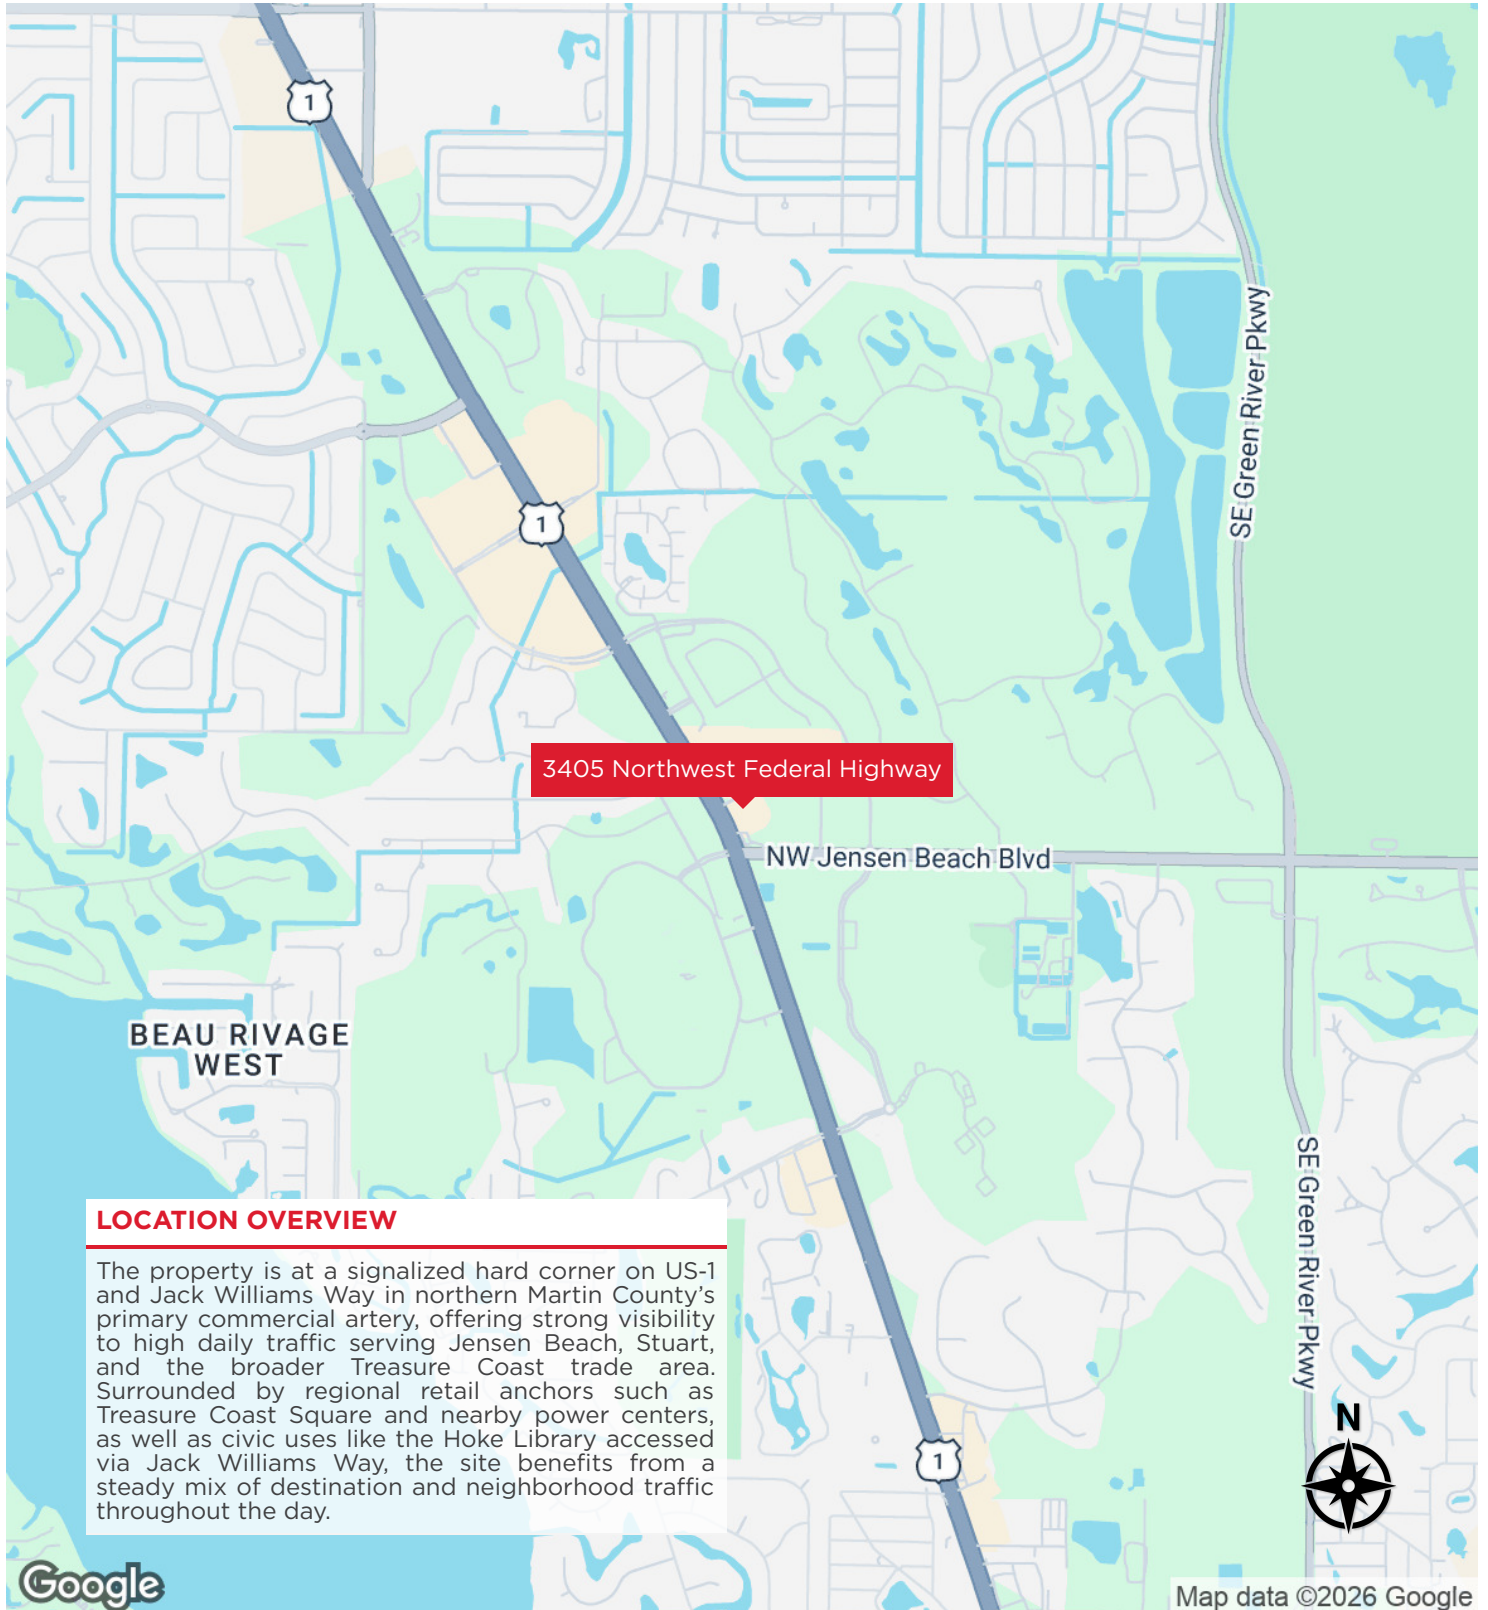 1
SE Green River Pkwy
1
3405 Northwest Federal Highway
NW Jensen Beach Blvd
BEAU RIVAGE
WEST
SE Green River Pkwy
LOCATION OVERVIEW
The property is at a signalized hard corner on US-1
and Jack Williams Way in northern Martin County’s
primary commercial artery, offering strong visibility
to high daily traffic serving Jensen Beach, Stuart,
and the broader Treasure Coast trade area.
Surrounded by regional retail anchors such as
Treasure Coast Square and nearby power centers,
as well as civic uses like the Hoke Library accessed
via Jack Williams Way, the site benefits from a
steady mix of destination and neighborhood traffic
throughout the day.
N
1
Google
Map data ©2026 Google